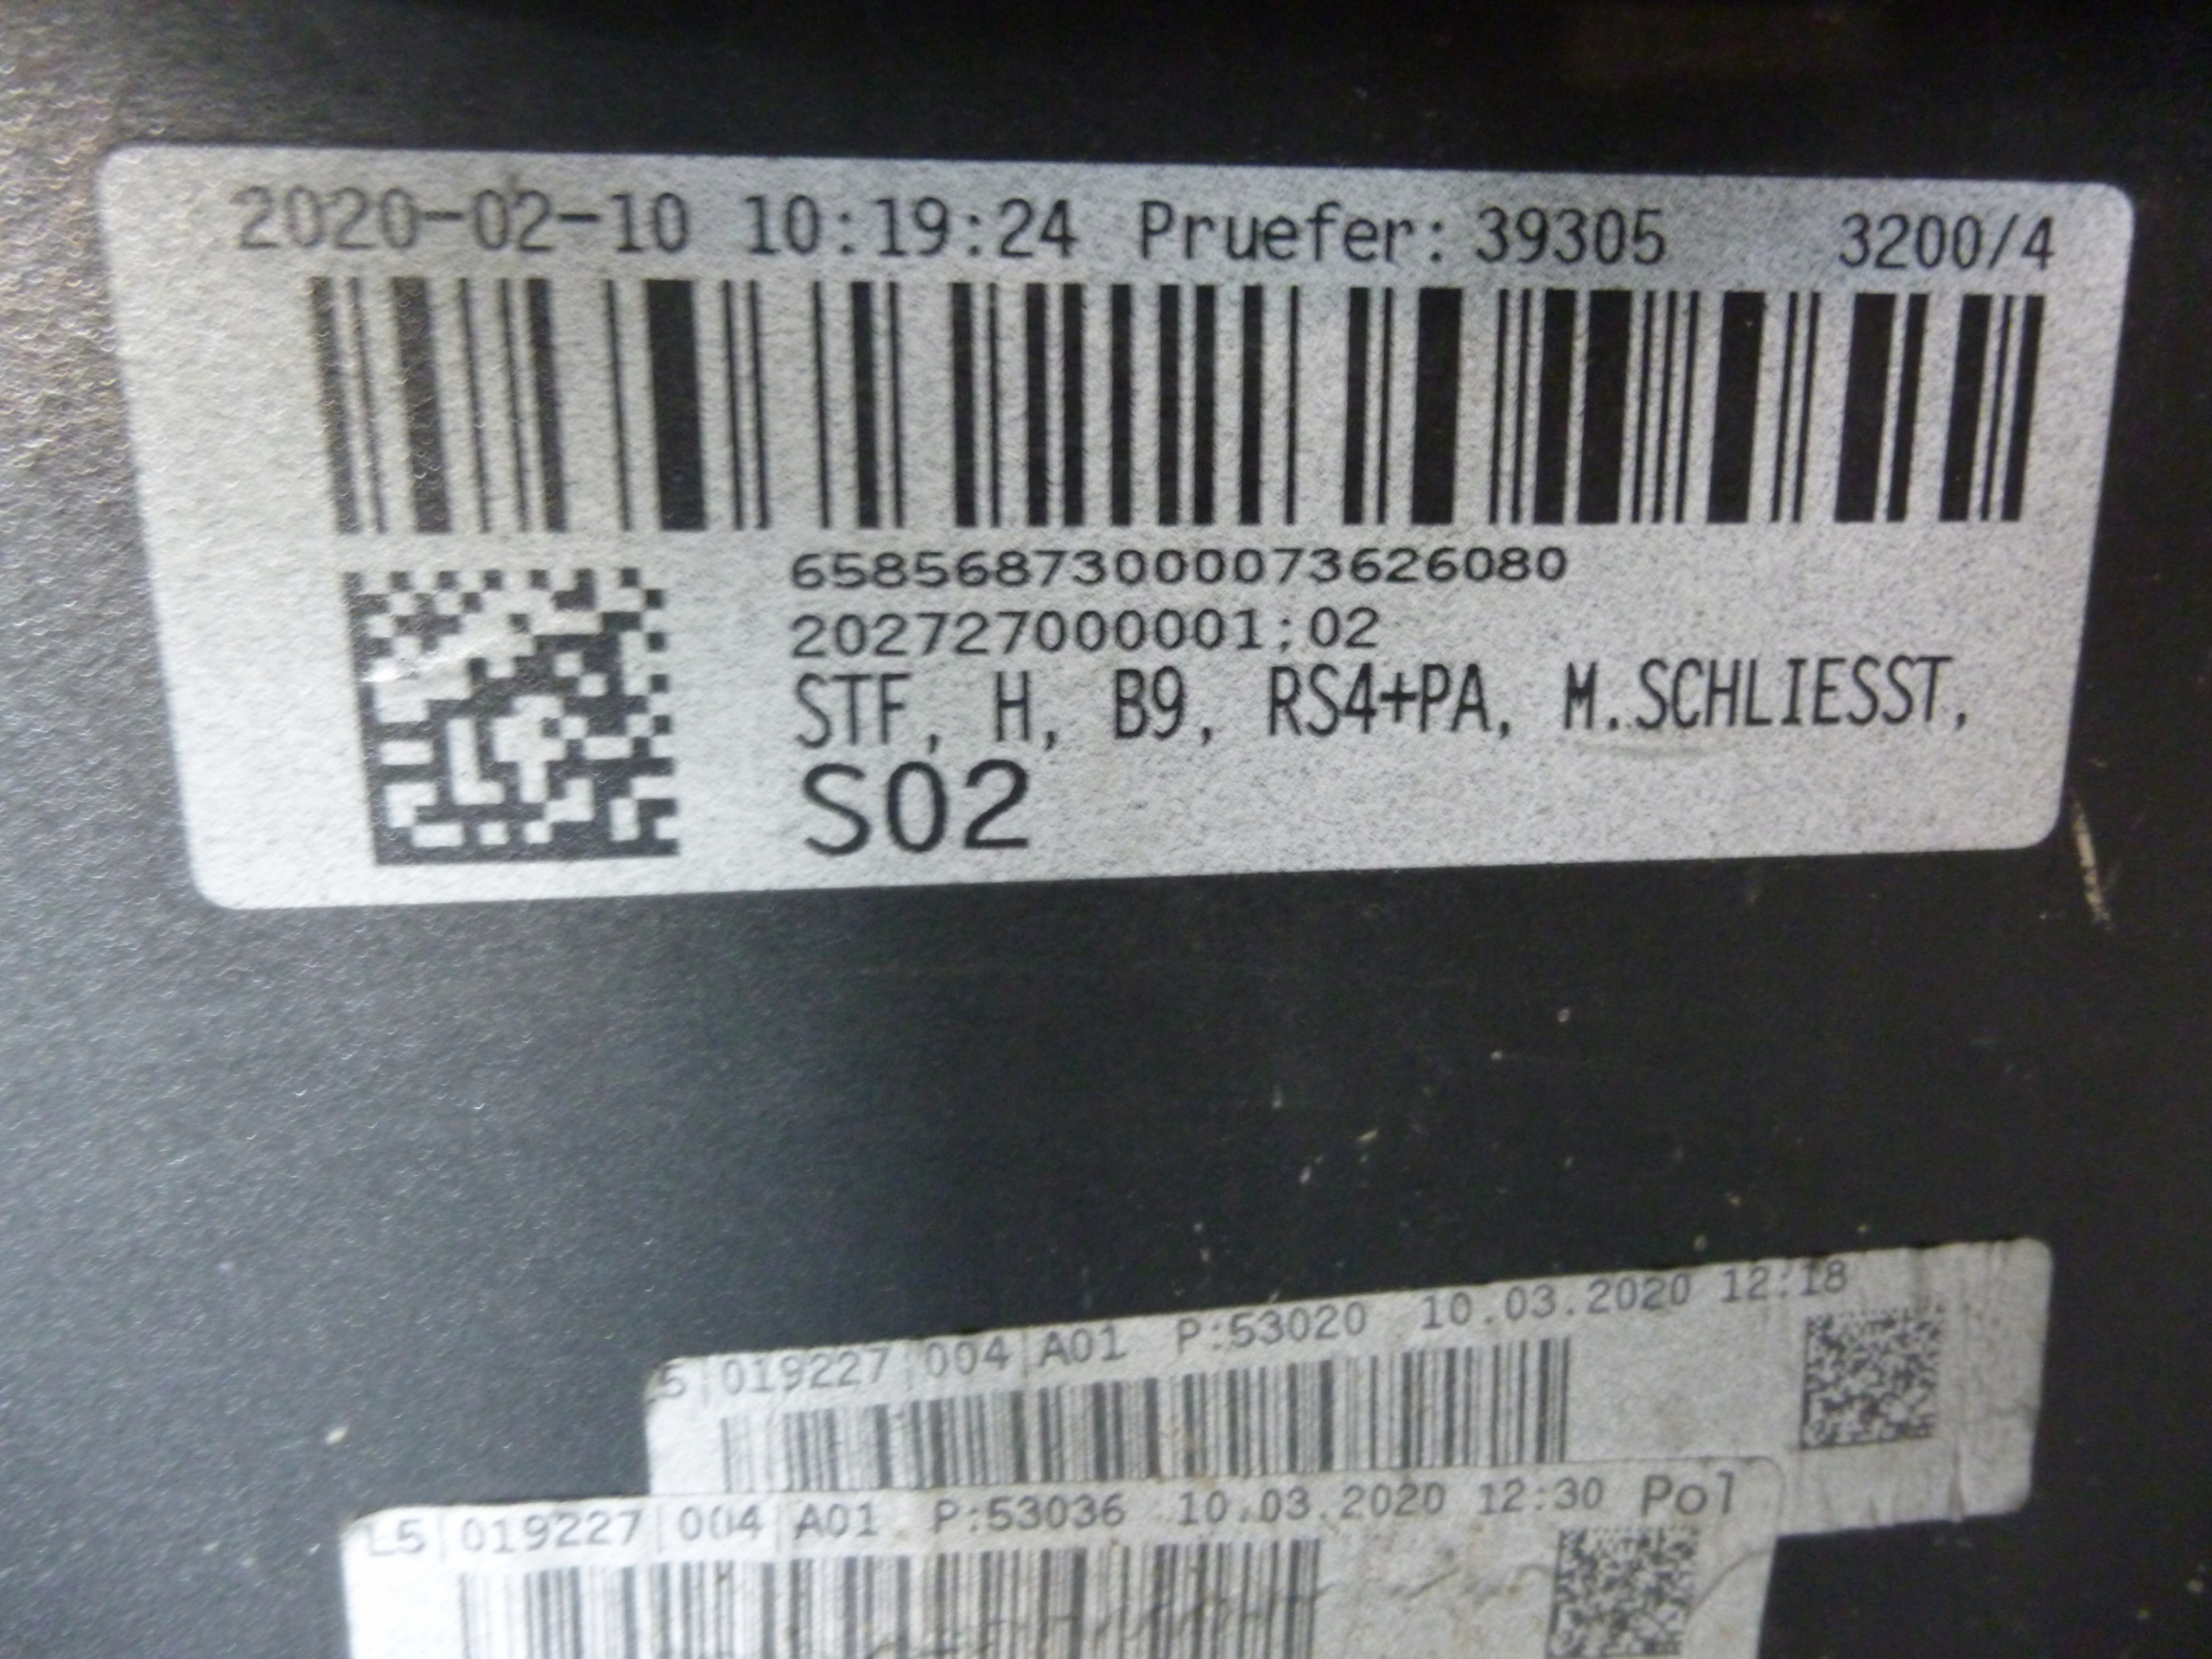 2020-02-10 10:19:24 Pruefer: 39305 3200/4
65856873000073626080
202727000001;02
STF, H, B9, RS4+PA, M.SCHLIESST,
S02
5|019227|004|A01 P:53020 10.03.2020 12:18
L5|019227|004|A01 P:53036 10.03.2020 12:30 Pol